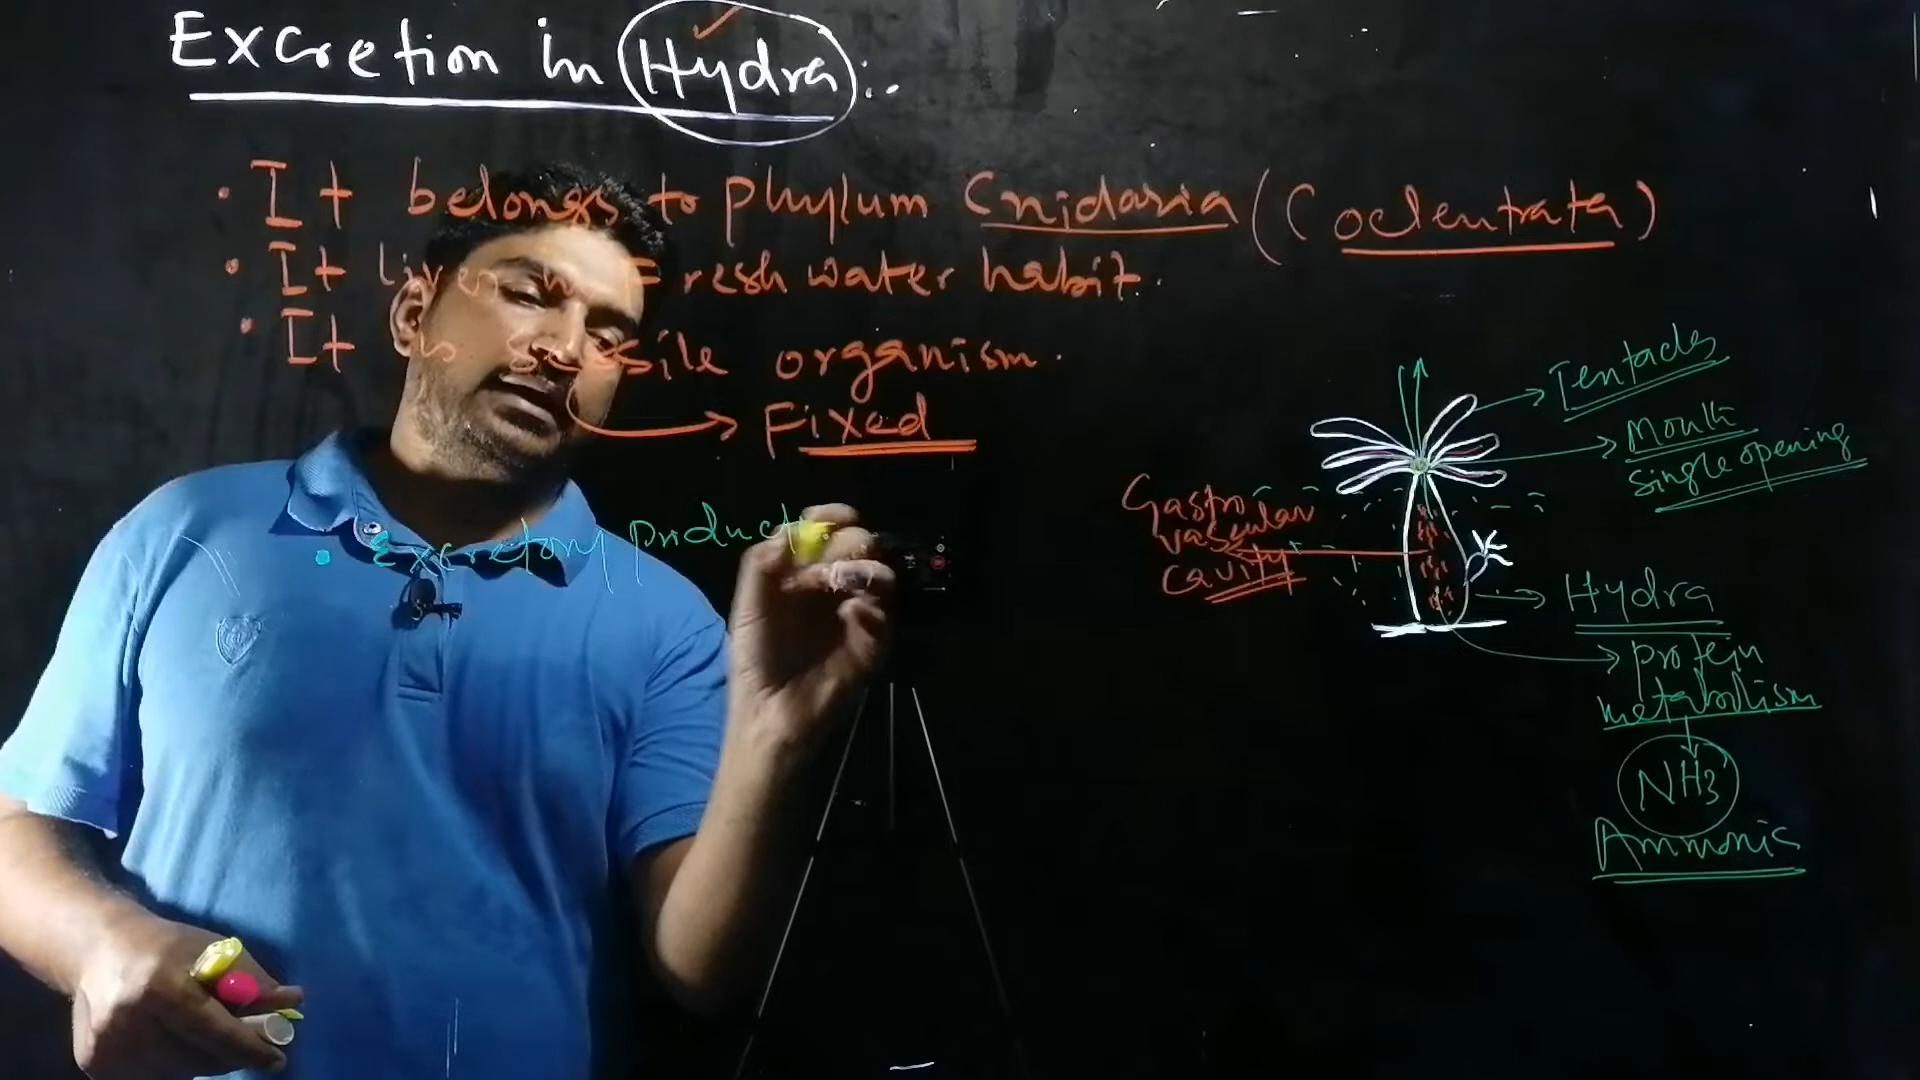 Excretion in Hydra:.
• It belongs to phylum Cnidaria (Coelentrata)
• It lives in Fresh water habit.
• It is sessile organism.
→ Fixed
• Excretory product
→ Tentacles
→ Mouth
Single opening
Gastro
vascular
cavity
→ Hydra
→ protein
metabolism
NH3
Ammonia